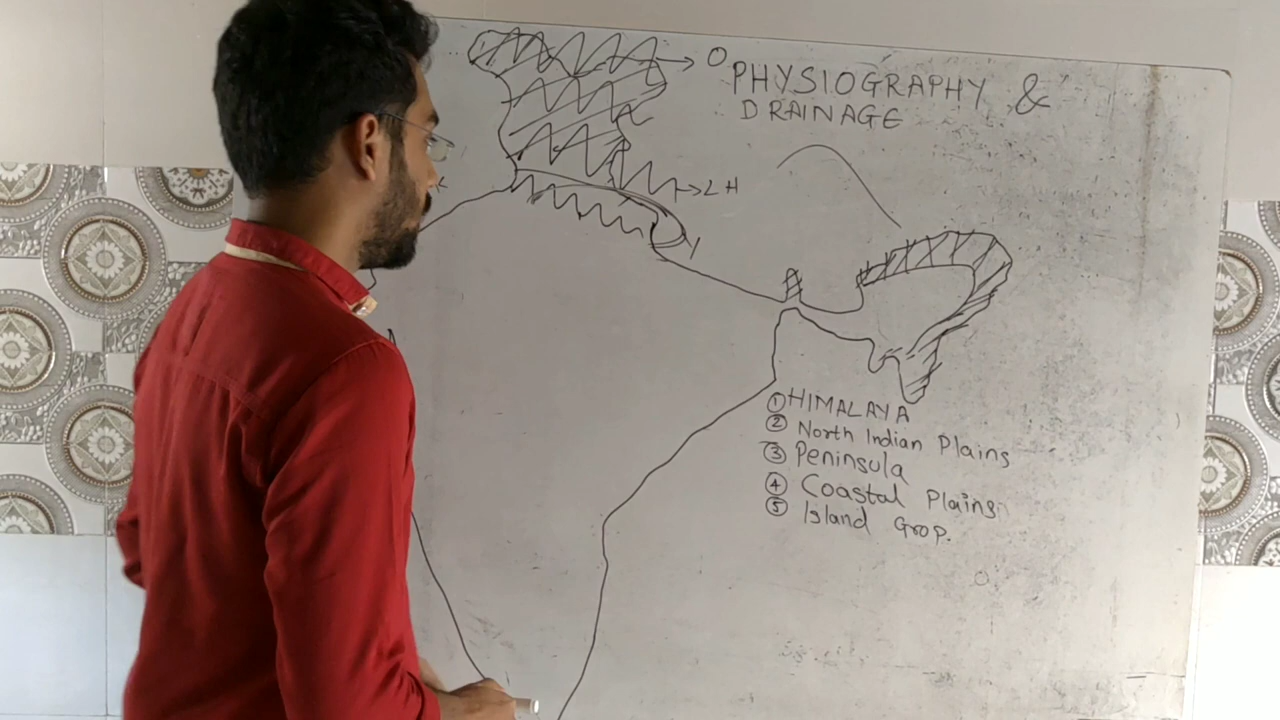 PHYSIOGRAPHY &
DRAINAGE
LH
① HIMALAYA
② North Indian Plains
③ Peninsula
④ Coastal Plains
⑤ Island Grop.